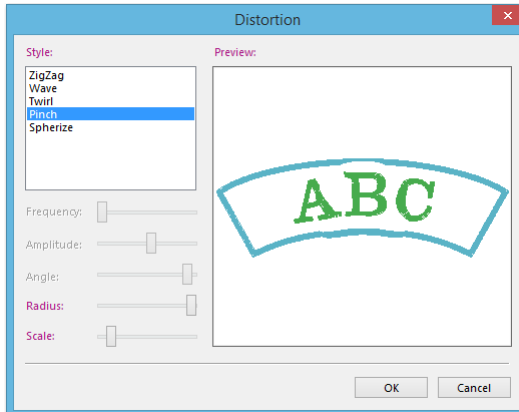 Distortion
Style:
ZigZag
Wave
Twirl
Pinch
Spherize
Frequency:
Amplitude:
Angle:
Radius:
Scale:
Preview:
ABC
OK
Cancel